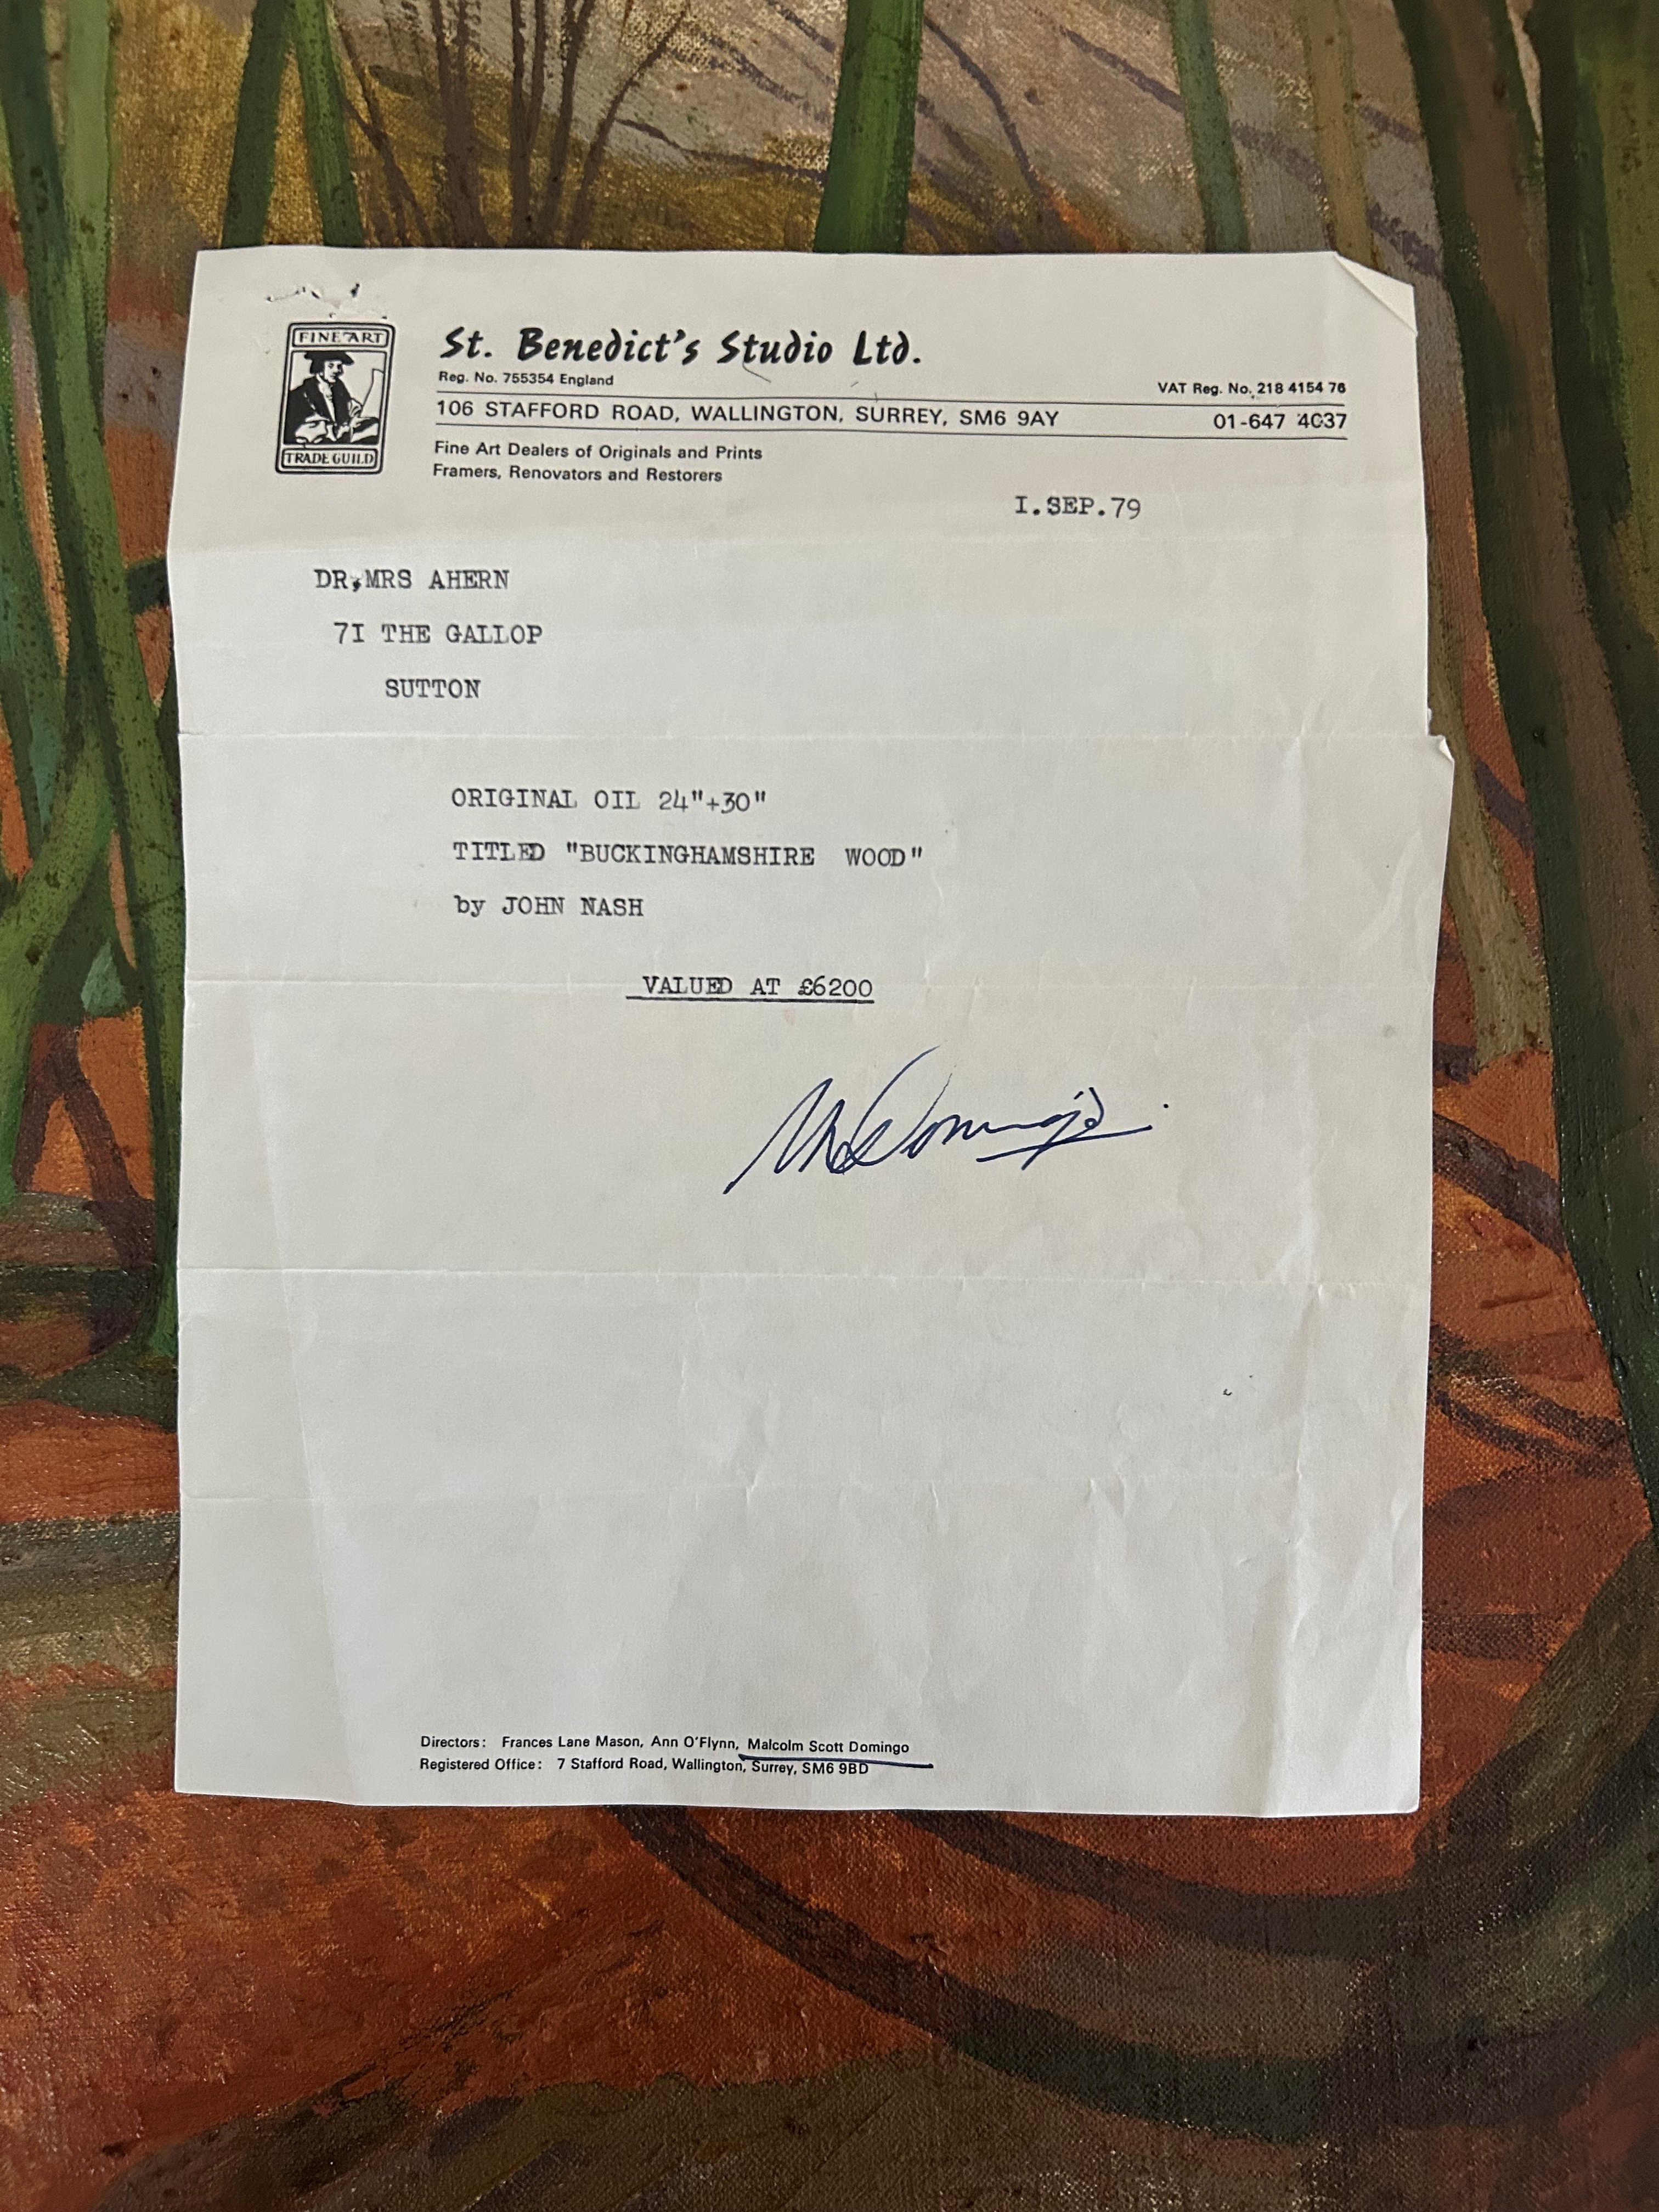 FINE ART
TRADE GUILD
St. Benedict's Studio Ltd.
Reg. No. 755354 England
VAT Reg. No. 218 4154 76
106 STAFFORD ROAD, WALLINGTON, SURREY, SM6 9AY
01-647 4037
Fine Art Dealers of Originals and Prints
Framers, Renovators and Restorers
I.SEP.79
DR,MRS AHERN
7I THE GALLOP
SUTTON
ORIGINAL OIL 24"+30"
TITLED "BUCKINGHAMSHIRE WOOD"
by JOHN NASH
VALUED AT £6200
Directors: Frances Lane Mason, Ann O'Flynn, Malcolm Scott Domingo
Registered Office: 7 Stafford Road, Wallington, Surrey, SM6 9BD